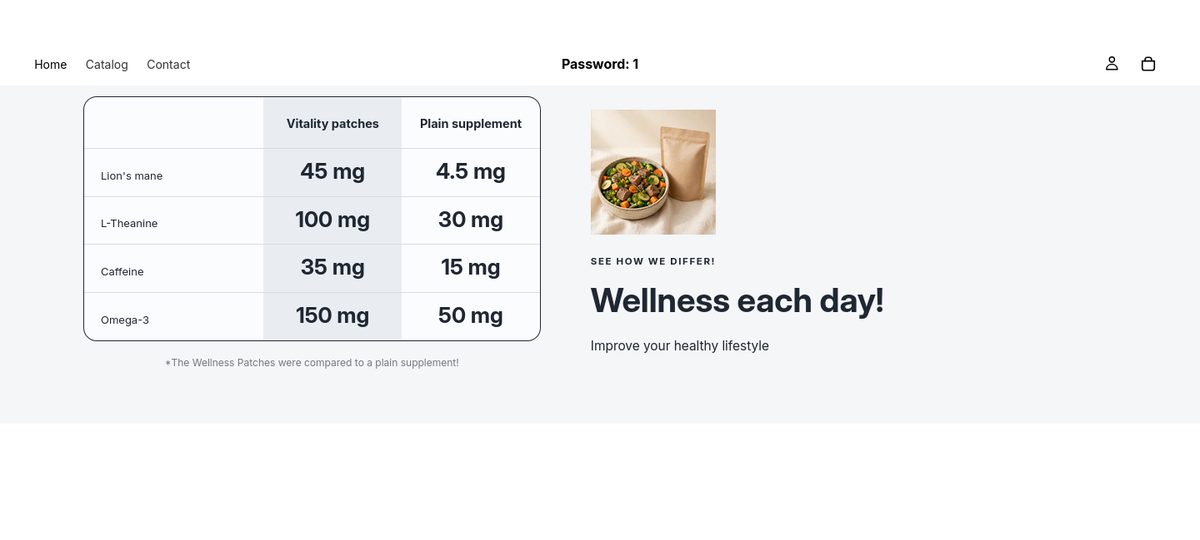 Home Catalog Contact Password: 1
Vitality patches Plain supplement
Lion's mane 45 mg 4.5 mg
L-Theanine 100 mg 30 mg
Caffeine 35 mg 15 mg
Omega-3 150 mg 50 mg
*The Wellness Patches were compared to a plain supplement!
SEE HOW WE DIFFER!
Wellness each day!
Improve your healthy lifestyle